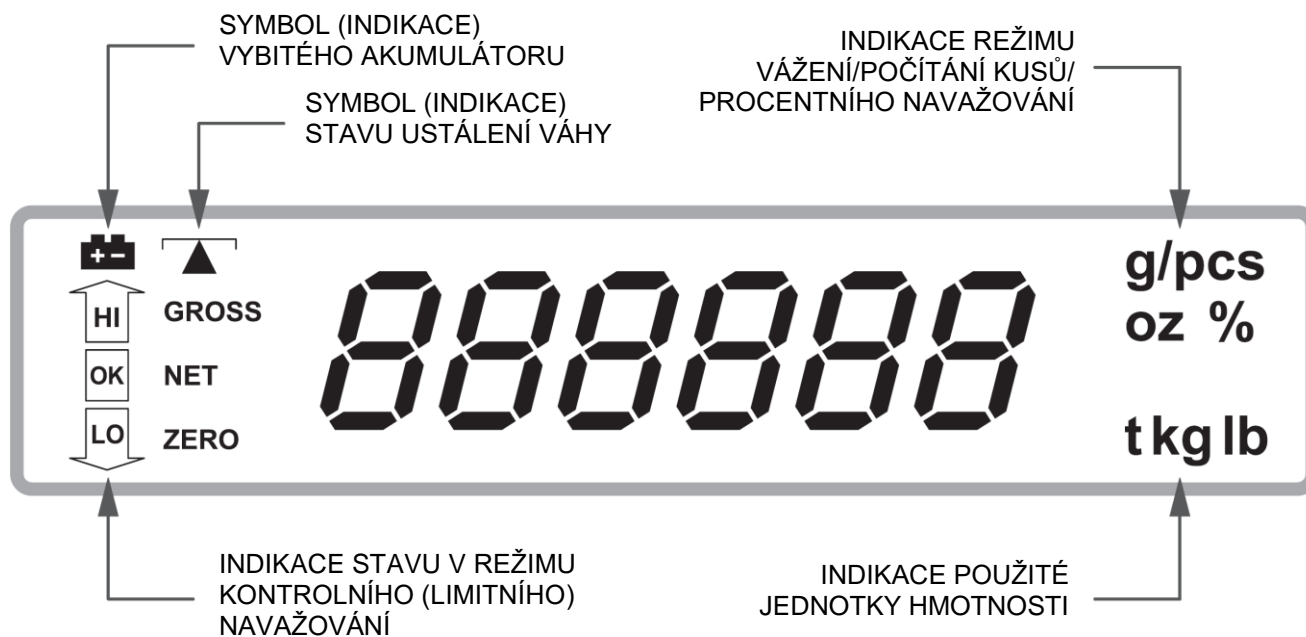 SYMBOL (INDIKACE)
VYBITÉHO AKUMULÁTORU
SYMBOL (INDIKACE)
STAVU USTÁLENÍ VÁHY
INDIKACE REŽIMU
VÁŽENÍ/POČÍTÁNÍ KUSŮ/
PROCENTNÍHO NAVAŽOVÁNÍ
HI
GROSS
OK
NET
LO
ZERO
888888
g/pcs
oz %
t kg lb
INDIKACE STAVU V REŽIMU
KONTROLNÍHO (LIMITNÍHO)
NAVAŽOVÁNÍ
INDIKACE POUŽITÉ
JEDNOTKY HMOTNOSTI